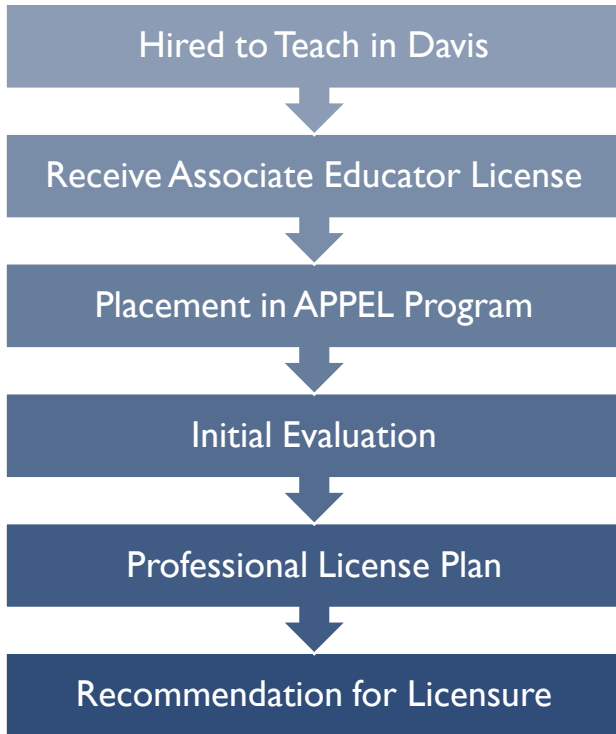 Hired to Teach in Davis
Receive Associate Educator License
Placement in APPEL Program
Initial Evaluation
Professional License Plan
Recommendation for Licensure